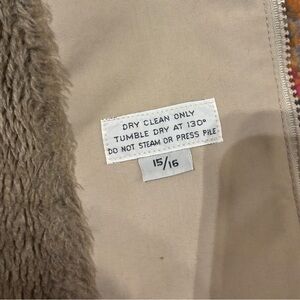 DRY CLEAN ONLY
TUMBLE DRY AT 130°
DO NOT STEAM OR PRESS PILE
15/16